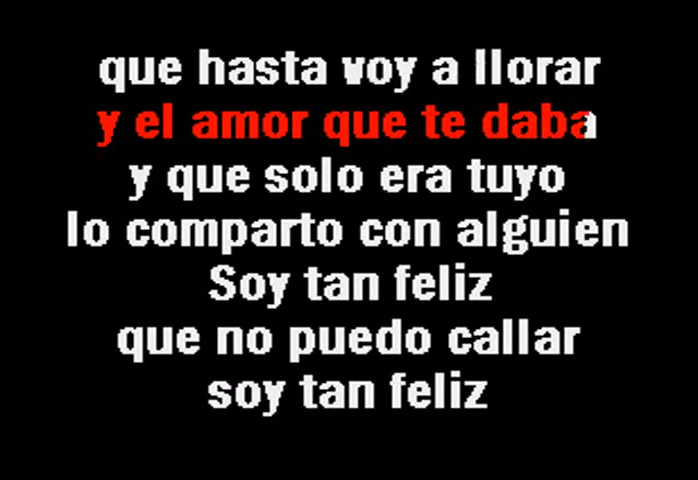 que hasta voy a llorar
y el amor que te daba
y que solo era tuyo
lo comparto con alguien
Soy tan feliz
que no puedo callar
soy tan feliz